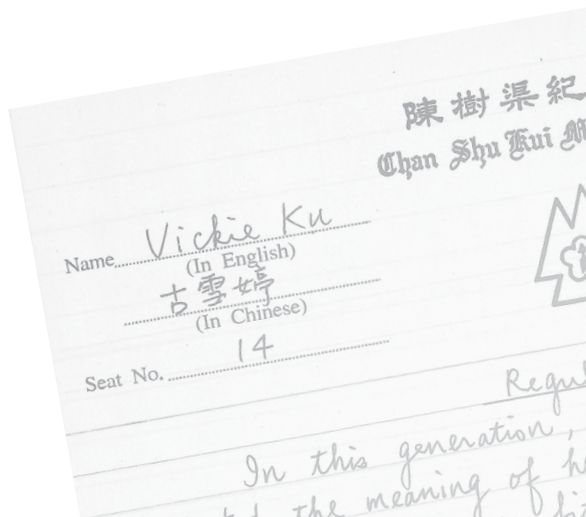 陳樹渠紀
Chan Shu Kui M
Name Vickie Ku
(In English)
古雪婷
(In Chinese)
Seat No. 14
Regul
In this generation,
the meaning of h